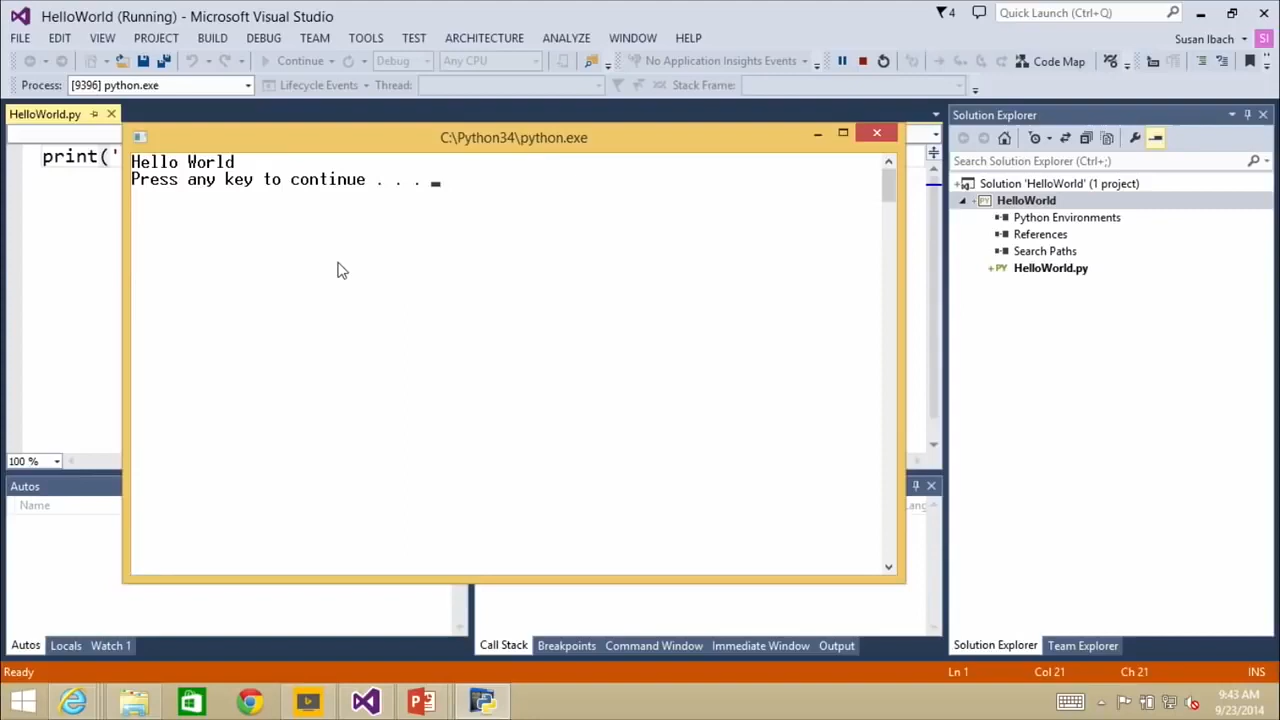 HelloWorld (Running) - Microsoft Visual Studio
4
Quick Launch (Ctrl+Q)
FILE EDIT VIEW PROJECT BUILD DEBUG TEAM TOOLS TEST ARCHITECTURE ANALYZE WINDOW HELP
Susan Ibach SI
Continue Debug Any CPU No Application Insights Events Code Map
Process: [9396] python.exe Lifecycle Events Thread: Stack Frame:
HelloWorld.py
print('
C:\Python34\python.exe
Hello World
Press any key to continue . . .
Solution Explorer
Search Solution Explorer (Ctrl+;)
Solution 'HelloWorld' (1 project)
PY HelloWorld
Python Environments
References
Search Paths
PY HelloWorld.py
100 %
Autos
Name
Lang
Autos Locals Watch 1
Call Stack Breakpoints Command Window Immediate Window Output
Solution Explorer Team Explorer
Ready Ln 1 Col 21 Ch 21 INS
9:43 AM
9/23/2014